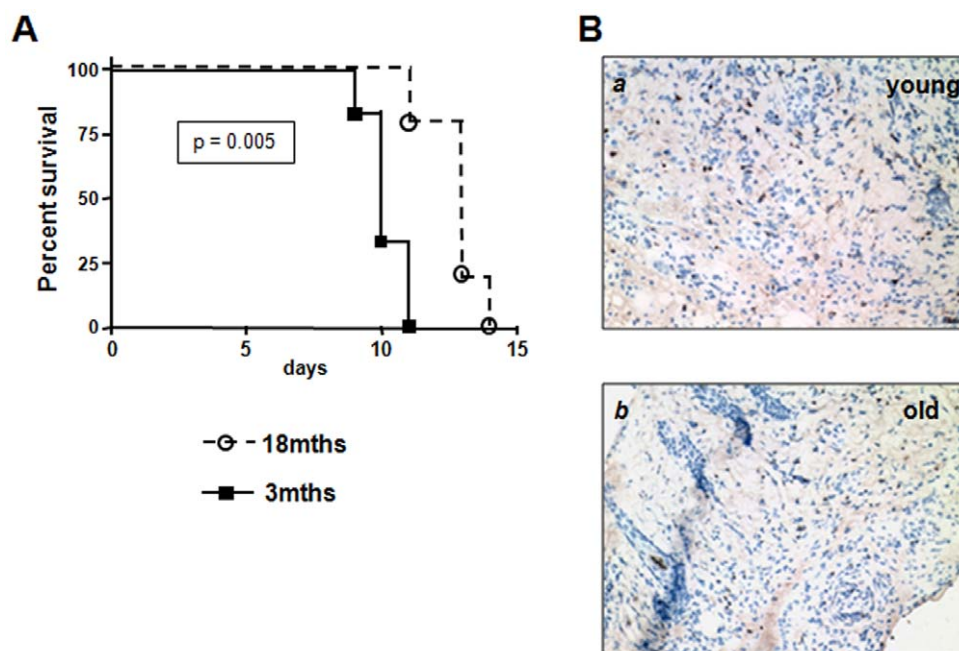 A
B
Percent survival
100
75
50
25
0
p = 0.005
0
5
10
15
days
18mths
3mths
a
young
b
old